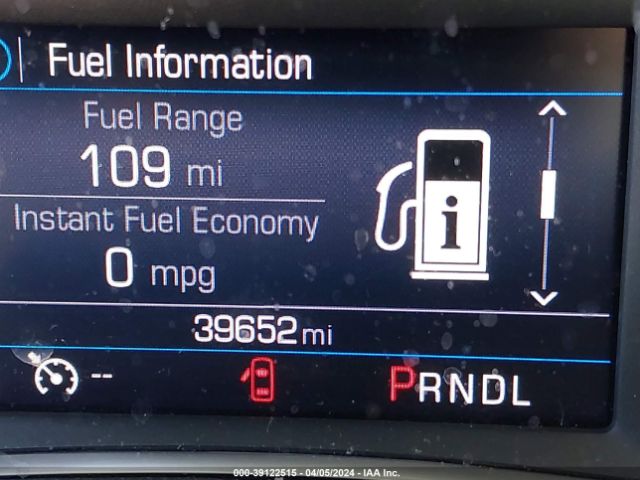 Fuel Information
Fuel Range
109 mi
Instant Fuel Economy
0 mpg
i
39652 mi
--
PRNDL
000-39122515 - 04/05/2024 - IAA Inc.